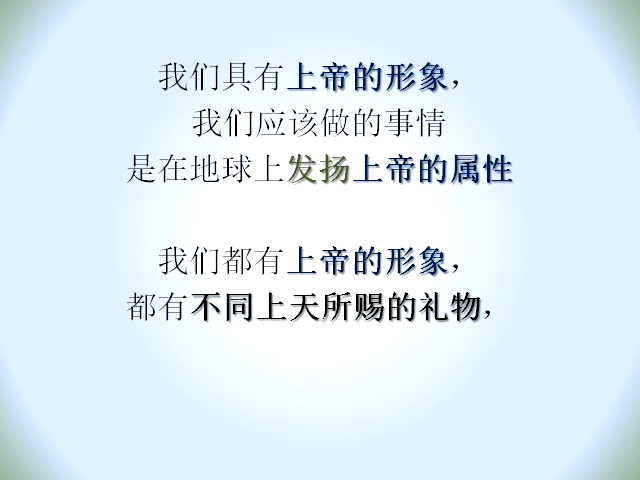 我们具有上帝的形象，
我们应该做的事情
是在地球上发扬上帝的属性
我们都有上帝的形象，
都有不同上天所赐的礼物，